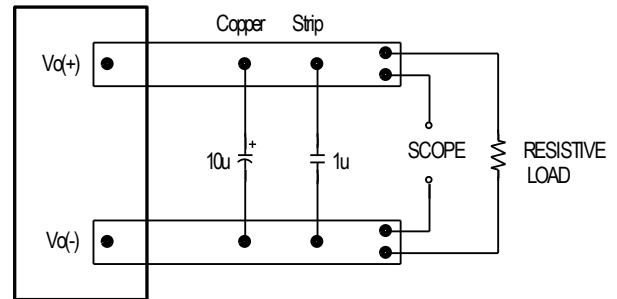 Copper Strip
Vo(+)
+
10u 1u SCOPE RESISTIVE
LOAD
Vo(-)